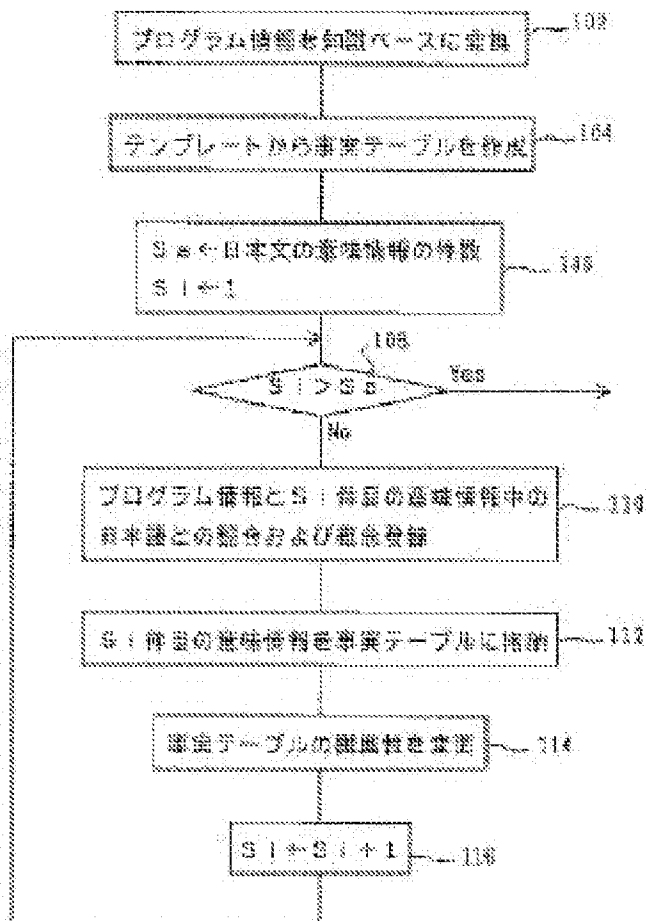 プログラム情報を知識ベースに変換
102
テンプレートから事実テーブルを作成
104
Sn←日本文の意味情報の件数
Si←1
106
108
Si>Sn
Yes
No
プログラム情報とSi件目の意味情報中の
日本語との照合および概念登録
110
Si件目の意味情報を事実テーブルに格納
112
事実テーブルの
を変更
114
Si←Si+1
116